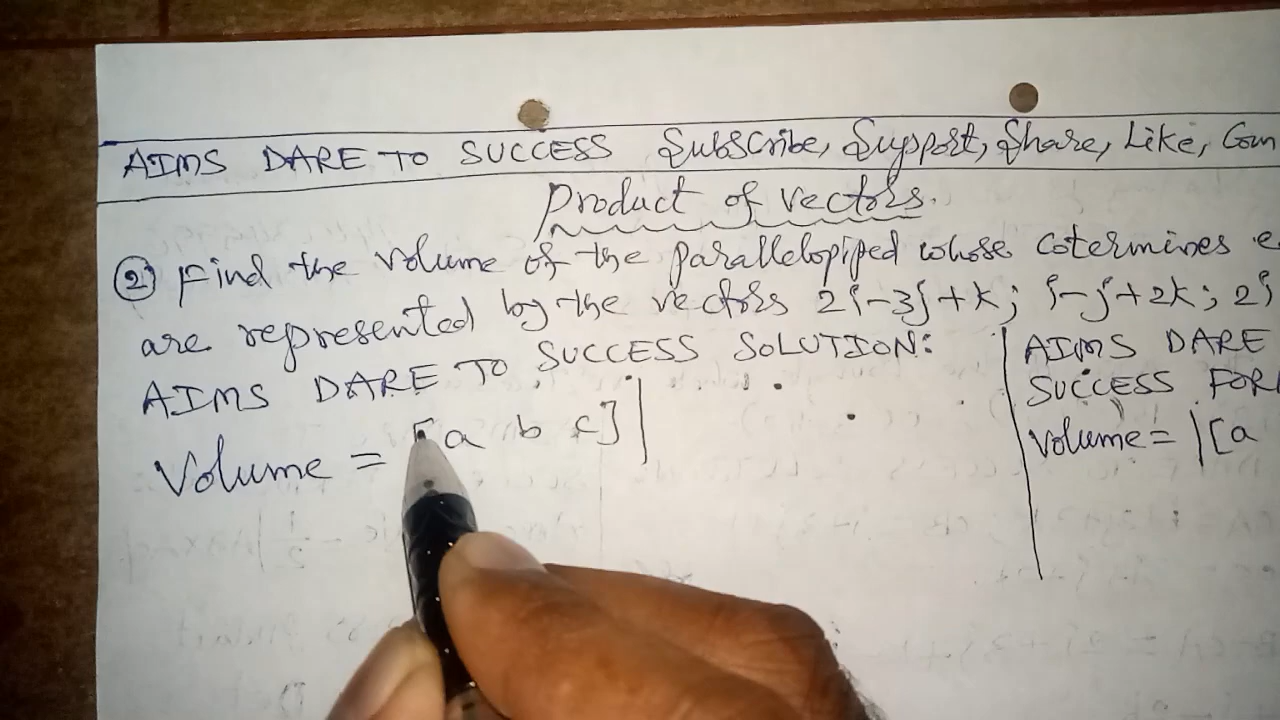 AIMS DARE TO SUCCESS Subscribe, Support, Share, Like, Com
Product of vectors.
② Find the volume of the parallelopiped whose cotermines e
are represented by the vectors 2i-3j+k; i-j+2k; 2i
AIMS DARE TO SUCCESS SOLUTION:
Volume = [a b c]|
AIMS DARE
SUCCESS FOR
Volume = |[a